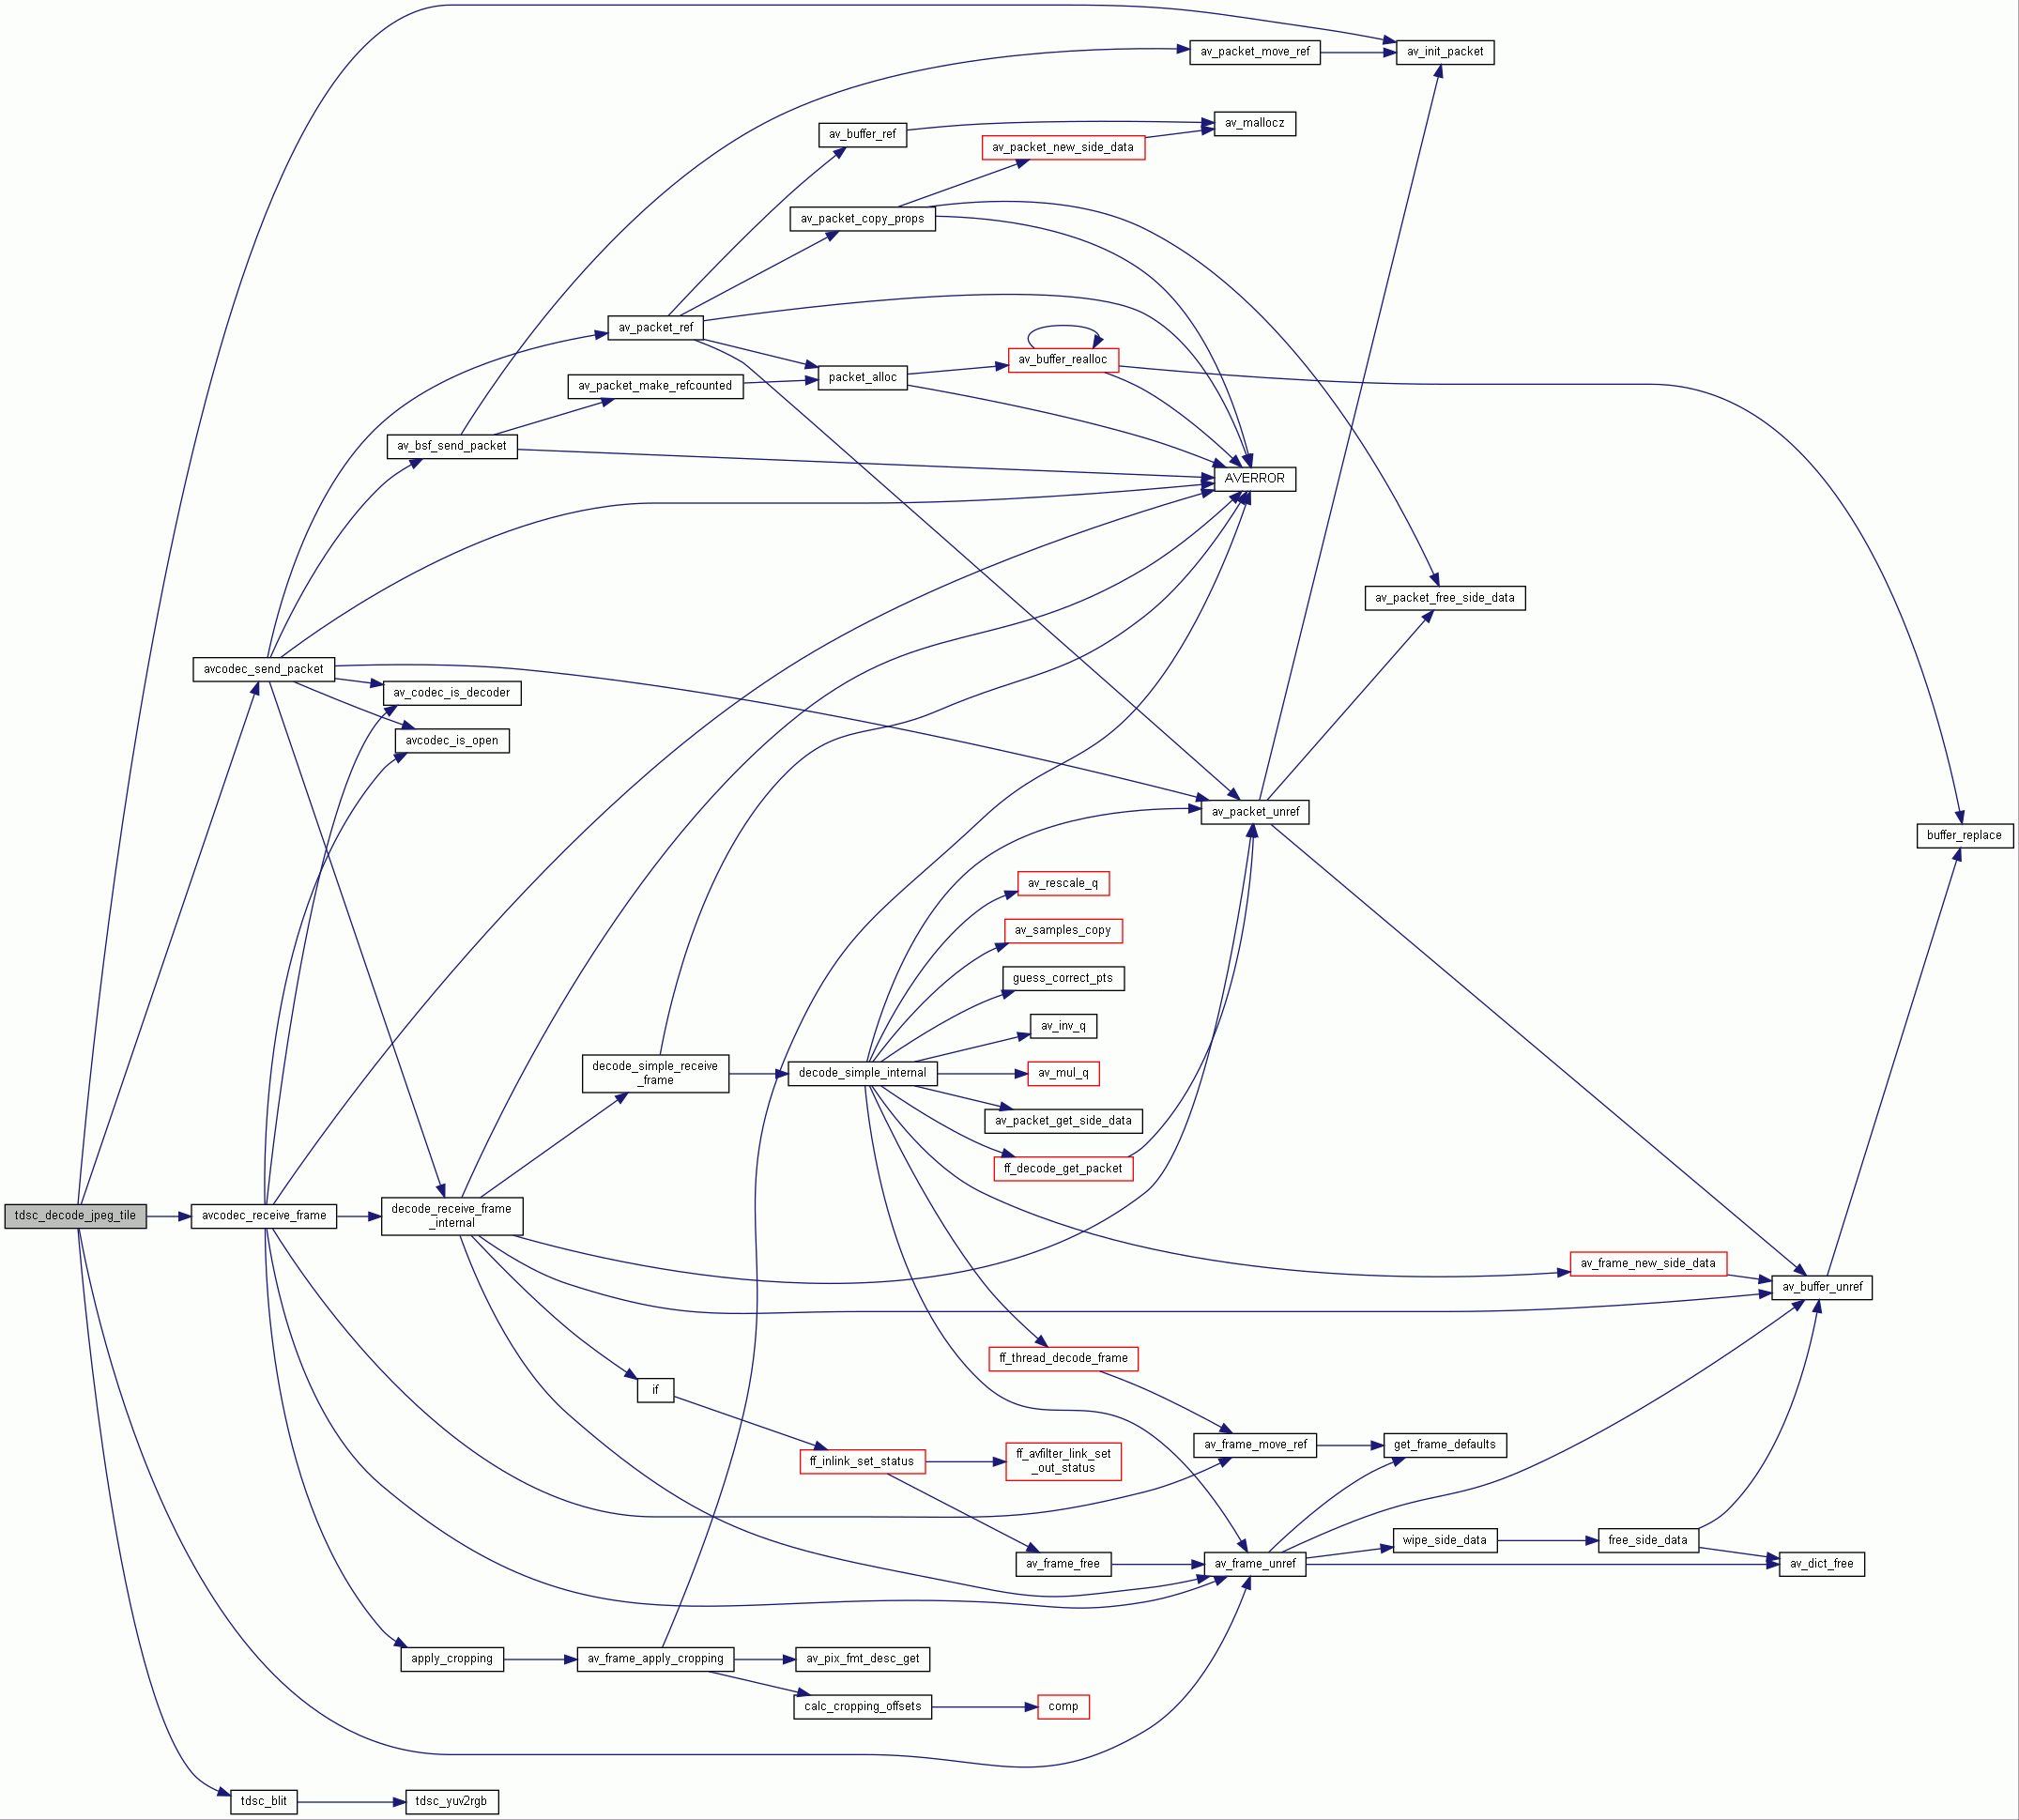 av_packet_move_ref
av_init_packet
av_buffer_ref
av_mallocz
av_packet_new_side_data
av_packet_copy_props
av_packet_ref
av_buffer_realloc
packet_alloc
av_packet_make_refcounted
av_bsf_send_packet
AVERROR
av_packet_free_side_data
avcodec_send_packet
av_codec_is_decoder
avcodec_is_open
av_packet_unref
buffer_replace
av_rescale_q
av_samples_copy
guess_correct_pts
av_inv_q
decode_simple_receive
_frame
decode_simple_internal
av_mul_q
av_packet_get_side_data
ff_decode_get_packet
tdsc_decode_jpeg_tile
avcodec_receive_frame
decode_receive_frame
_internal
av_frame_new_side_data
av_buffer_unref
ff_thread_decode_frame
if
av_frame_move_ref
get_frame_defaults
ff_inlink_set_status
ff_avfilter_link_set
_out_status
wipe_side_data
free_side_data
av_frame_free
av_frame_unref
av_dict_free
apply_cropping
av_frame_apply_cropping
av_pix_fmt_desc_get
calc_cropping_offsets
comp
tdsc_blit
tdsc_yuv2rgb